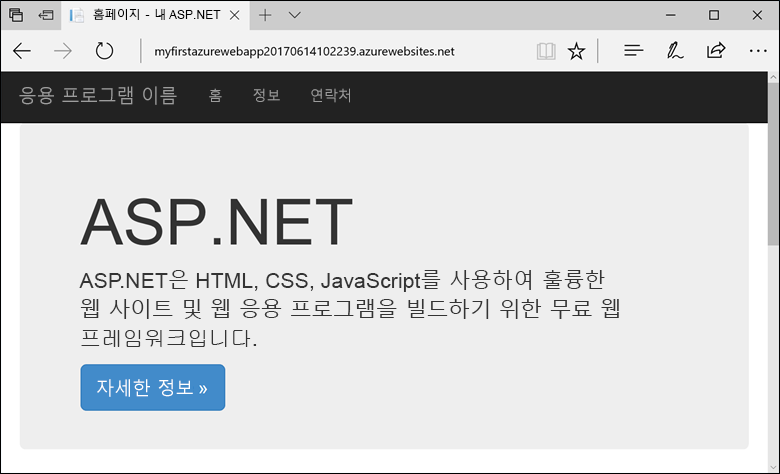 홈페이지 - 내 ASP.NET
myfirstazurewebapp20170614102239.azurewebsites.net
응용 프로그램 이름 홈 정보 연락처
ASP.NET
ASP.NET은 HTML, CSS, JavaScript를 사용하여 훌륭한
웹 사이트 및 웹 응용 프로그램을 빌드하기 위한 무료 웹
프레임워크입니다.
자세한 정보 »